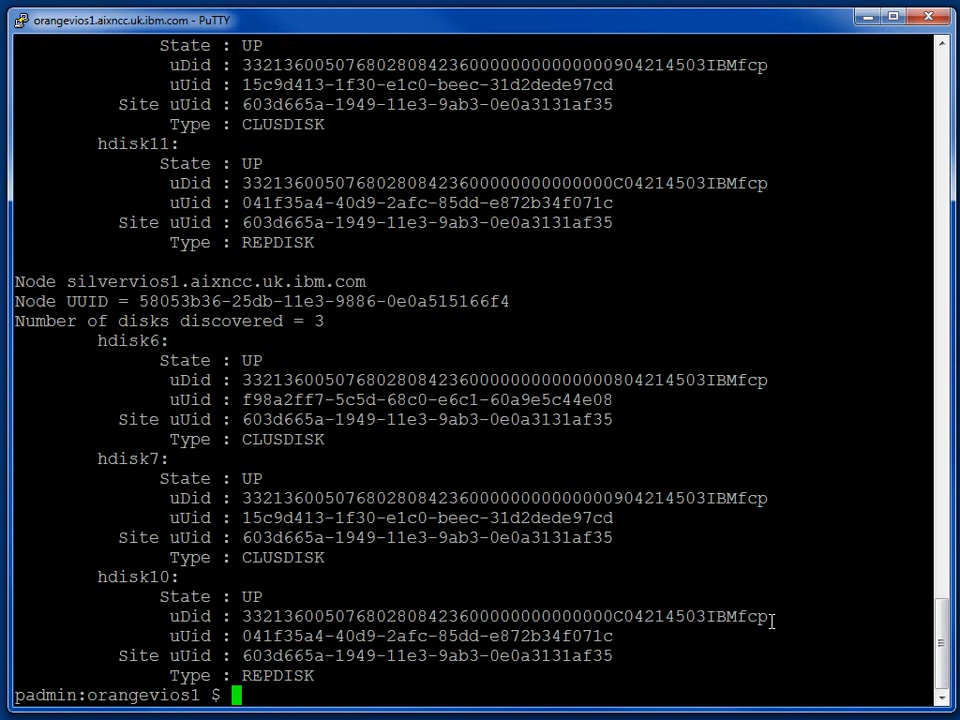 orangevios1.aixncc.uk.ibm.com - PuTTY
State : UP
uDid : 33213600507680280842360000000000000904214503IBMfcp
uUid : 15c9d413-1f30-e1c0-beec-31d2dede97cd
Site uUid : 603d665a-1949-11e3-9ab3-0e0a3131af35
Type : CLUSDISK
hdisk11:
State : UP
uDid : 33213600507680280842360000000000000C04214503IBMfcp
uUid : 041f35a4-40d9-2afc-85dd-e872b34f071c
Site uUid : 603d665a-1949-11e3-9ab3-0e0a3131af35
Type : REPDISK
Node silvervios1.aixncc.uk.ibm.com
Node UUID = 58053b36-25db-11e3-9886-0e0a515166f4
Number of disks discovered = 3
hdisk6:
State : UP
uDid : 33213600507680280842360000000000000804214503IBMfcp
uUid : f98a2ff7-5c5d-68c0-e6c1-60a9e5c44e08
Site uUid : 603d665a-1949-11e3-9ab3-0e0a3131af35
Type : CLUSDISK
hdisk7:
State : UP
uDid : 33213600507680280842360000000000000904214503IBMfcp
uUid : 15c9d413-1f30-e1c0-beec-31d2dede97cd
Site uUid : 603d665a-1949-11e3-9ab3-0e0a3131af35
Type : CLUSDISK
hdisk10:
State : UP
uDid : 33213600507680280842360000000000000C04214503IBMfcp
uUid : 041f35a4-40d9-2afc-85dd-e872b34f071c
Site uUid : 603d665a-1949-11e3-9ab3-0e0a3131af35
Type : REPDISK
padmin:orangevios1 $